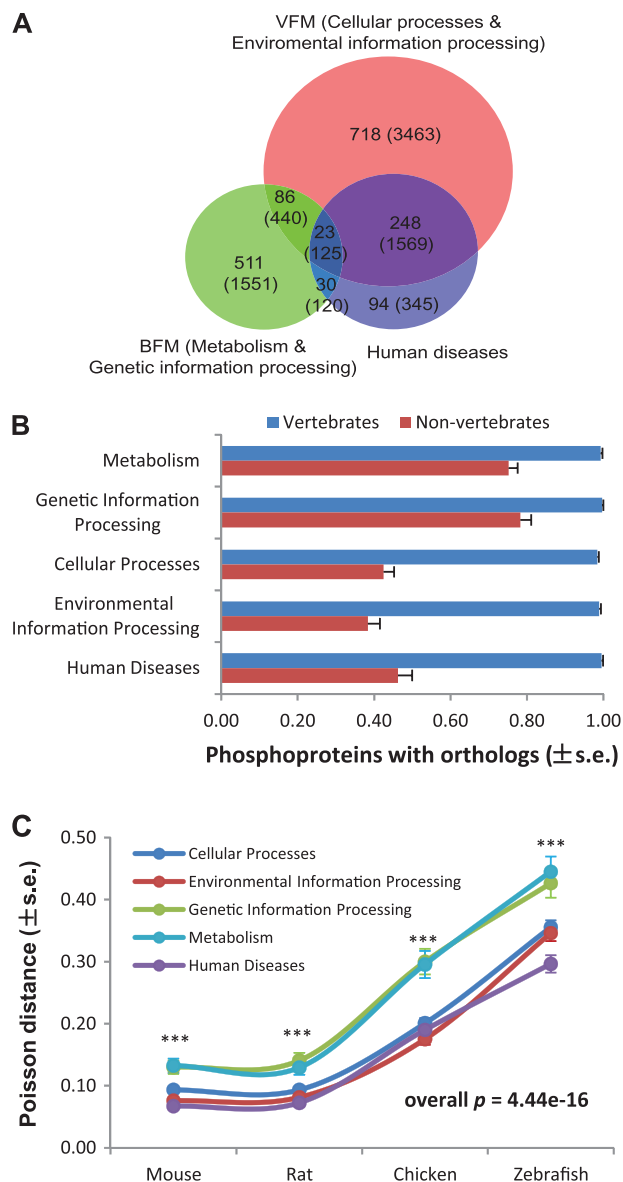 A
VFM (Cellular processes &
Enviromental information processing)
718 (3463)
86
(440)
23
(125)
248
(1569)
511
(1551)
30
(120)
94 (345)
BFM (Metabolism &
Genetic information processing)
Human diseases
B
Vertebrates
Non-vertebrates
Metabolism
Genetic Information
Processing
Cellular Processes
Environmental
Information Processing
Human Diseases
0.00 0.20 0.40 0.60 0.80 1.00
Phosphoproteins with orthologs (±s.e.)
C
Poisson distance (±s.e.)
0.50
0.40
0.30
0.20
0.10
0.00
Cellular Processes
Environmental Information Processing
Genetic Information Processing
Metabolism
Human Diseases
***
***
***
***
overall p = 4.44e-16
Mouse Rat Chicken Zebrafish